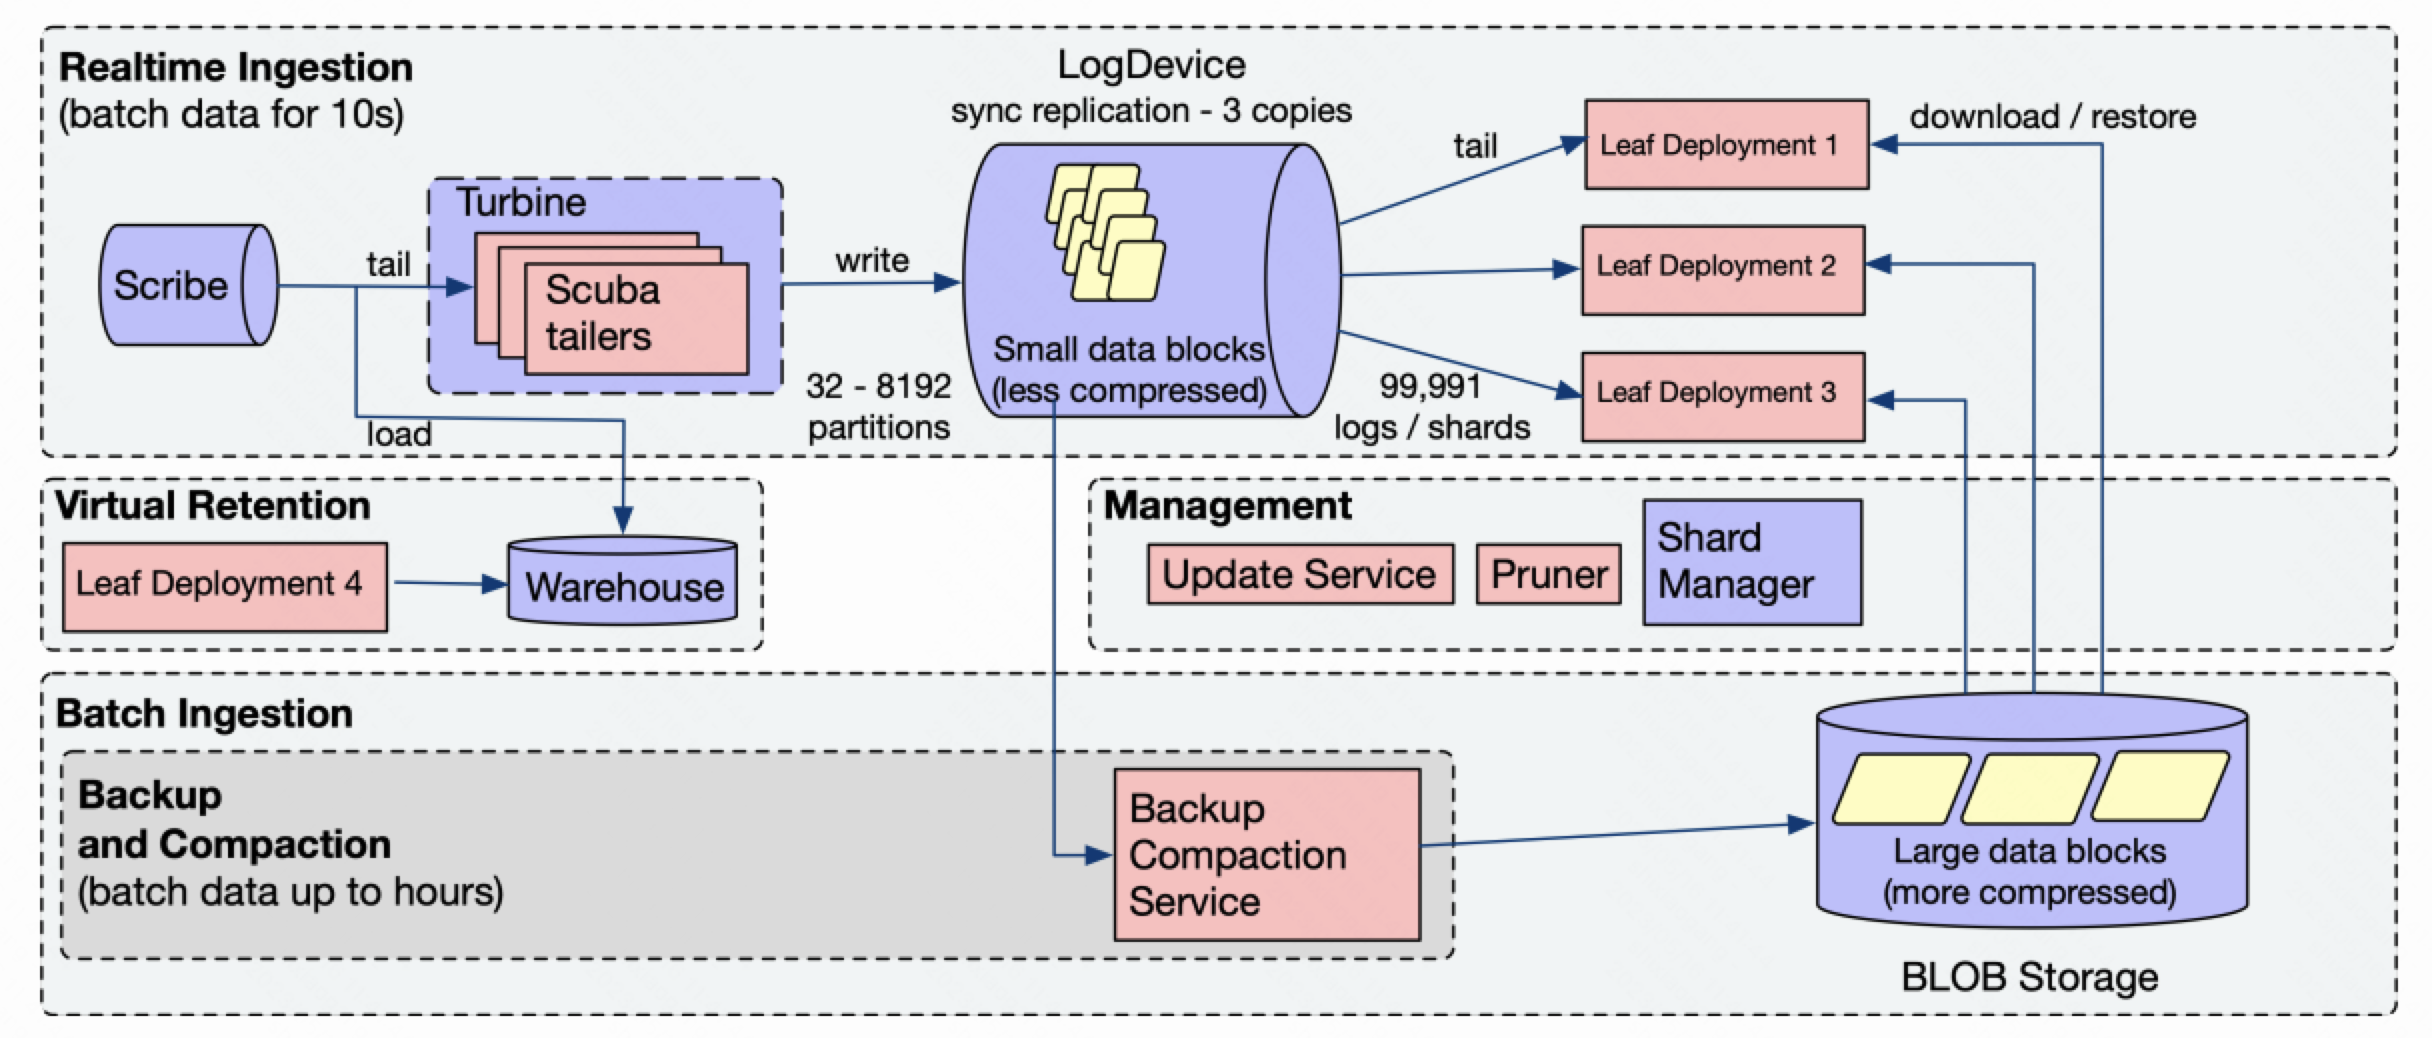 Realtime Ingestion
(batch data for 10s)
LogDevice
sync replication - 3 copies
Scribe
tail
Turbine
Scuba
tailers
write
32 - 8192
partitions
Small data blocks
(less compressed)
tail
99,991
logs / shards
Leaf Deployment 1
Leaf Deployment 2
Leaf Deployment 3
download / restore
load
Virtual Retention
Leaf Deployment 4
Warehouse
Management
Update Service
Pruner
Shard
Manager
Batch Ingestion
Backup
and Compaction
(batch data up to hours)
Backup
Compaction
Service
Large data blocks
(more compressed)
BLOB Storage